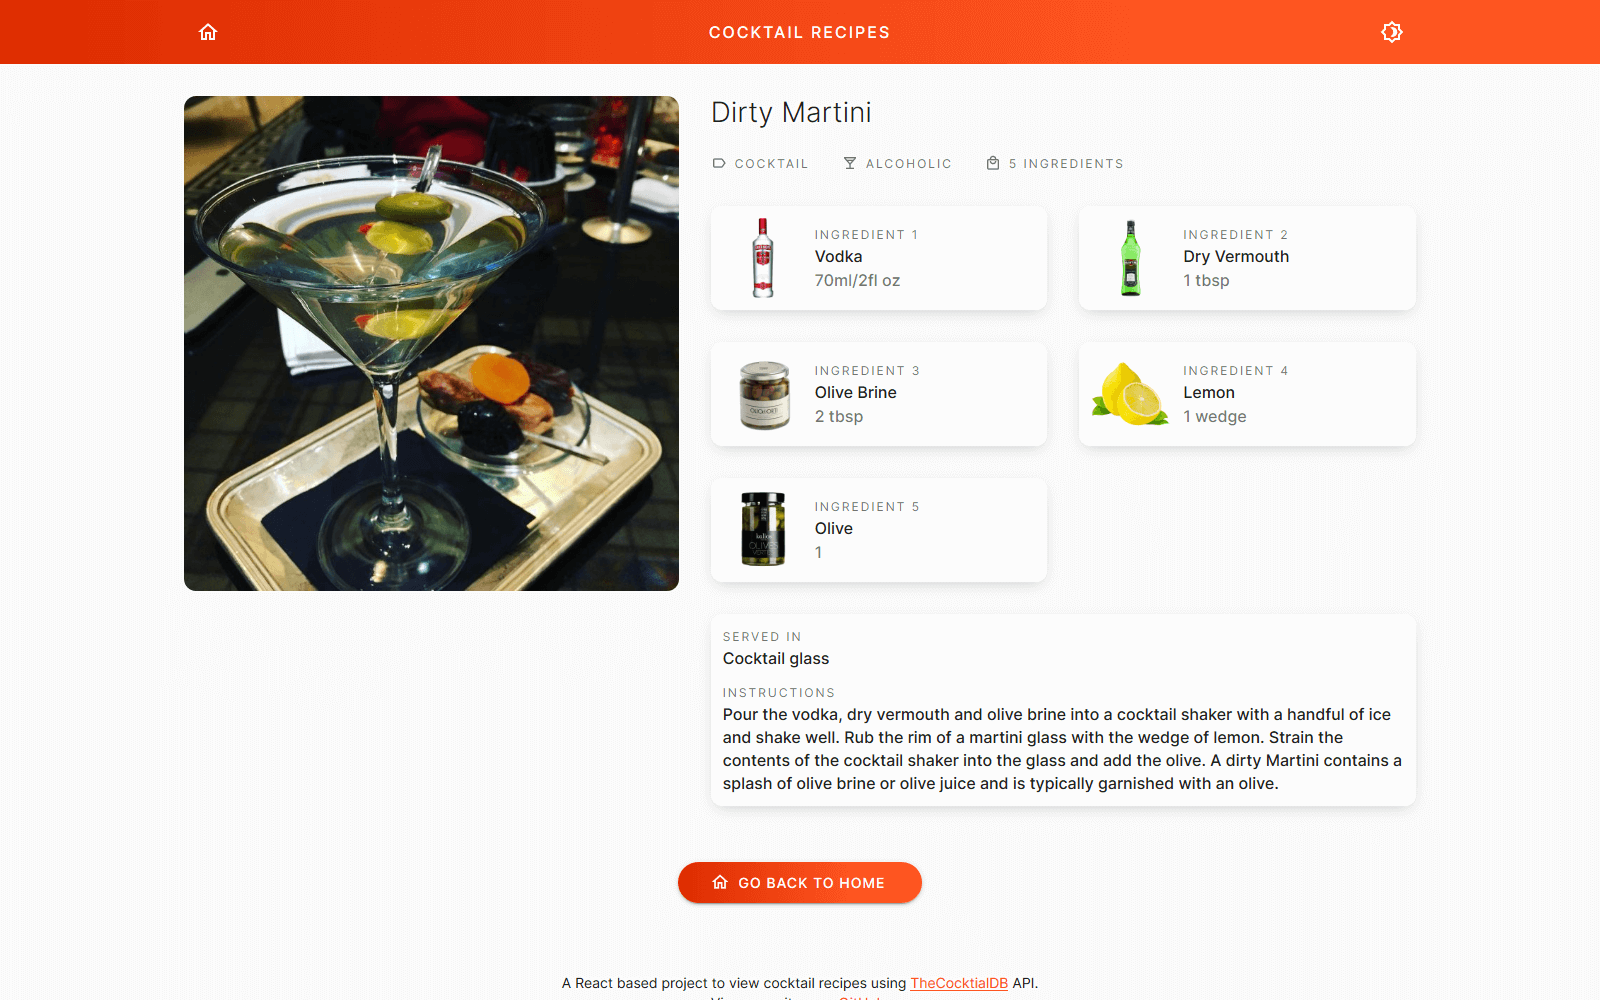 COCKTAIL RECIPES
Dirty Martini
COCKTAIL
ALCOHOLIC
5 INGREDIENTS
INGREDIENT 1
Vodka
70ml/2fl oz
INGREDIENT 2
Dry Vermouth
1 tbsp
INGREDIENT 3
Olive Brine
2 tbsp
INGREDIENT 4
Lemon
1 wedge
INGREDIENT 5
Olive
1
SERVED IN
Cocktail glass
INSTRUCTIONS
Pour the vodka, dry vermouth and olive brine into a cocktail shaker with a handful of ice
and shake well. Rub the rim of a martini glass with the wedge of lemon. Strain the
contents of the cocktail shaker into the glass and add the olive. A dirty Martini contains a
splash of olive brine or olive juice and is typically garnished with an olive.
GO BACK TO HOME
A React based project to view cocktail recipes using TheCocktialDB API.